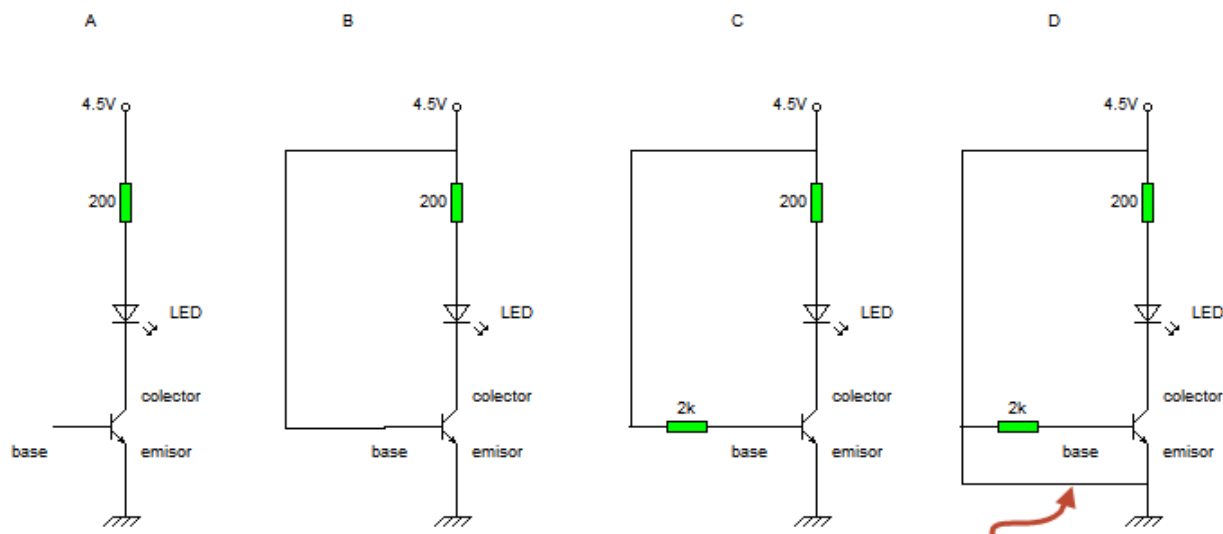 A B C D
4.5V 4.5V 4.5V 4.5V
200 200 200 200
LED LED LED LED
colector colector colector colector
2k 2k
base emisor base emisor base emisor base emisor